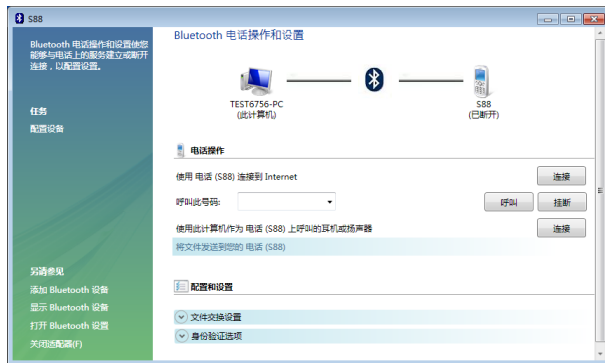 S88
Bluetooth 电话操作和设置使您
能够与电话上的服务建立或断开
连接，以配置设置。
任务
配置设备
另请参见
添加 Bluetooth 设备
显示 Bluetooth 设备
打开 Bluetooth 设置
关闭适配器(F)
Bluetooth 电话操作和设置
TEST6756-PC
(此计算机)
S88
(已断开)
电话操作
使用 电话 (S88) 连接到 Internet
连接
呼叫此号码:
呼叫
挂断
使用此计算机作为 电话 (S88) 上呼叫的耳机或扬声器
连接
将文件发送到您的 电话 (S88)
配置和设置
文件交换设置
身份验证选项